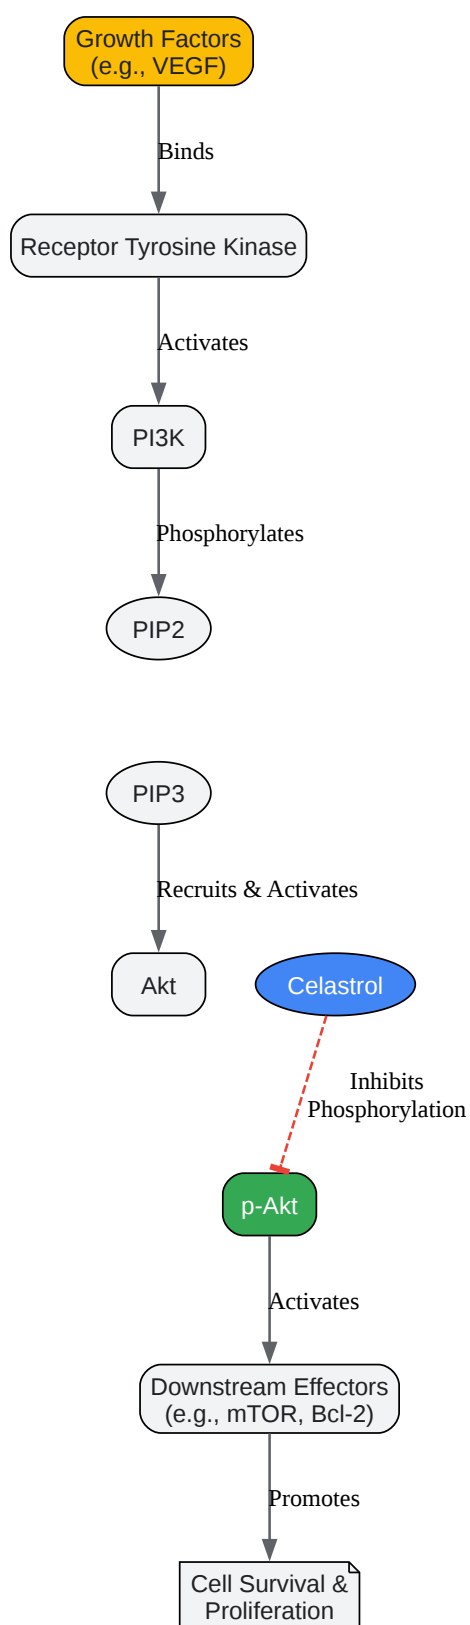 Growth Factors
(e.g., VEGF)
Binds
Receptor Tyrosine Kinase
Activates
PI3K
Phosphorylates
PIP2
PIP3
Recruits & Activates
Akt
Celastrol
Inhibits
Phosphorylation
p-Akt
Activates
Downstream Effectors
(e.g., mTOR, Bcl-2)
Promotes
Cell Survival &
Proliferation